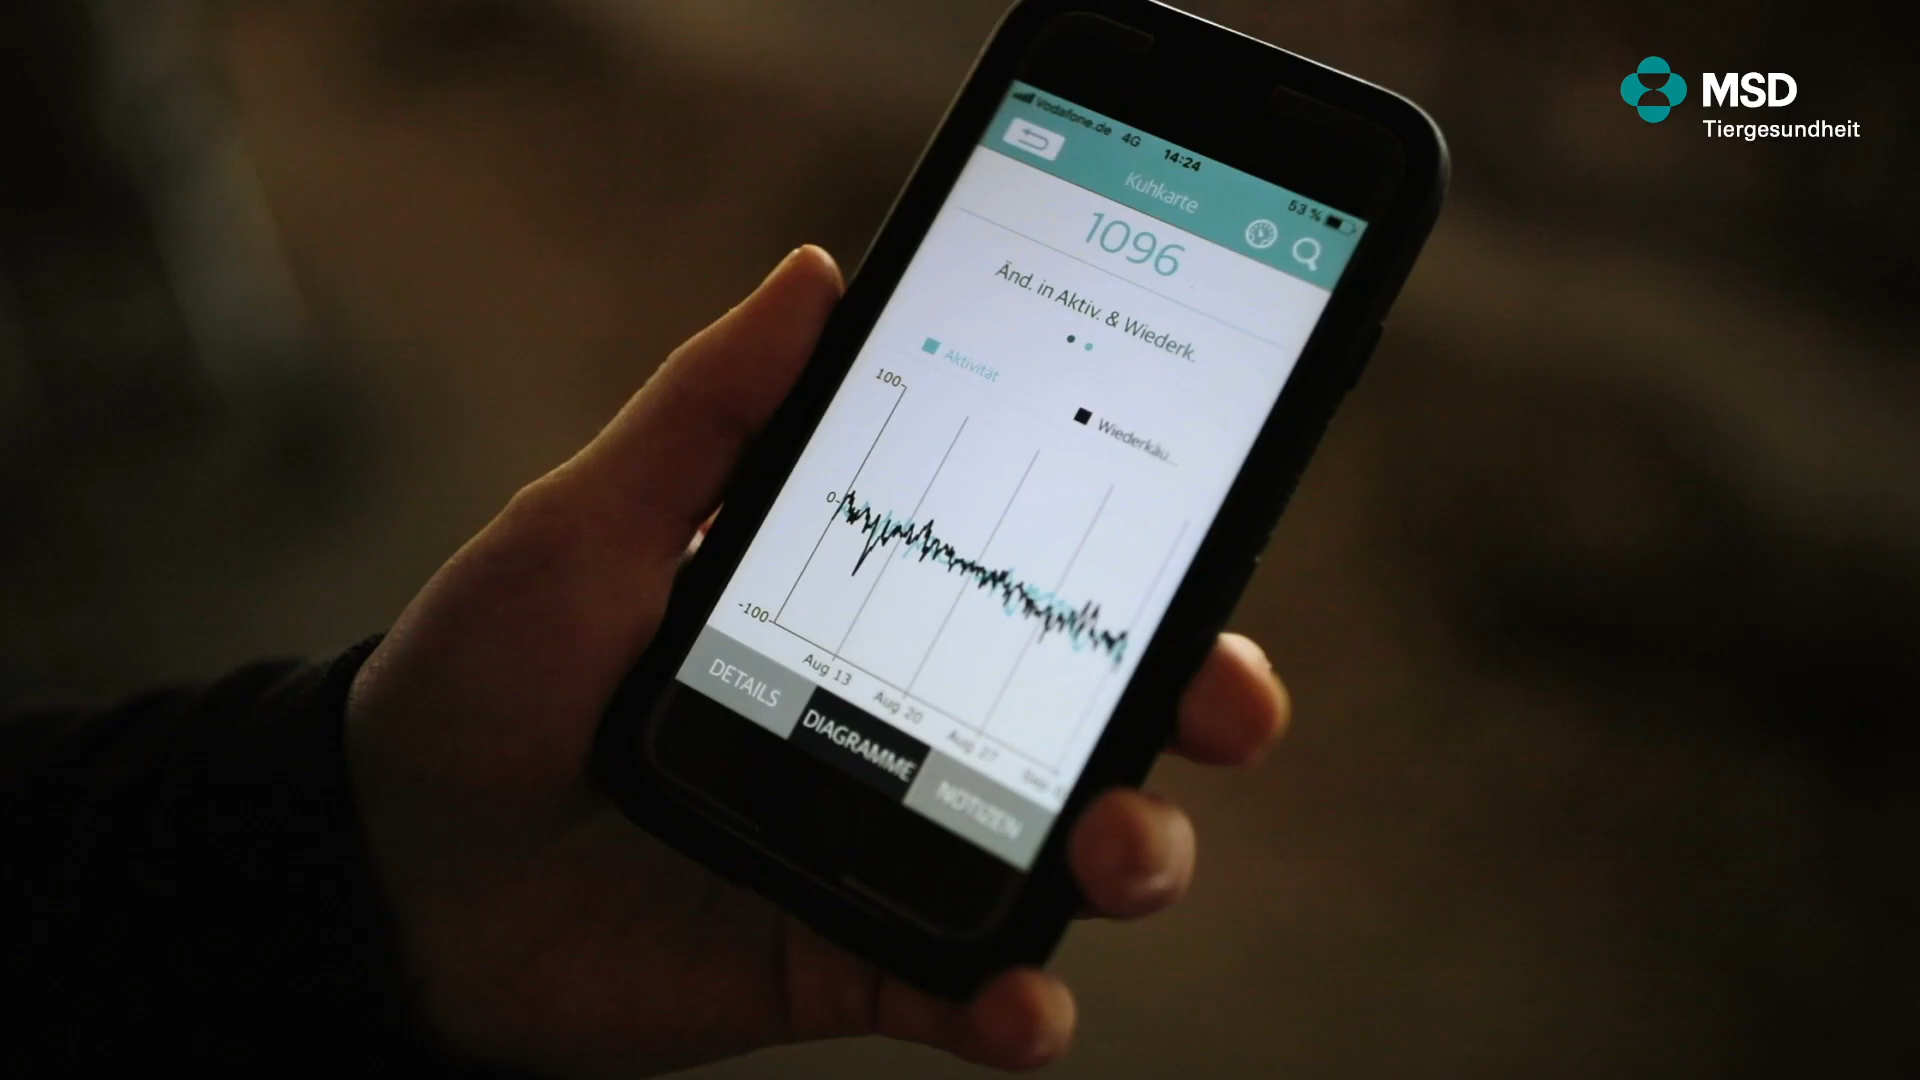 MSD
Tiergesundheit
Vodafone.de 4G 14:24 53 %
Kuhkarte
1096
Änd. in Aktiv. & Wiederk.
Aktivität
Wiederkäu...
100
0
-100
Aug 13
Aug 20
Aug 27
DETAILS
DIAGRAMME
NOTIZEN